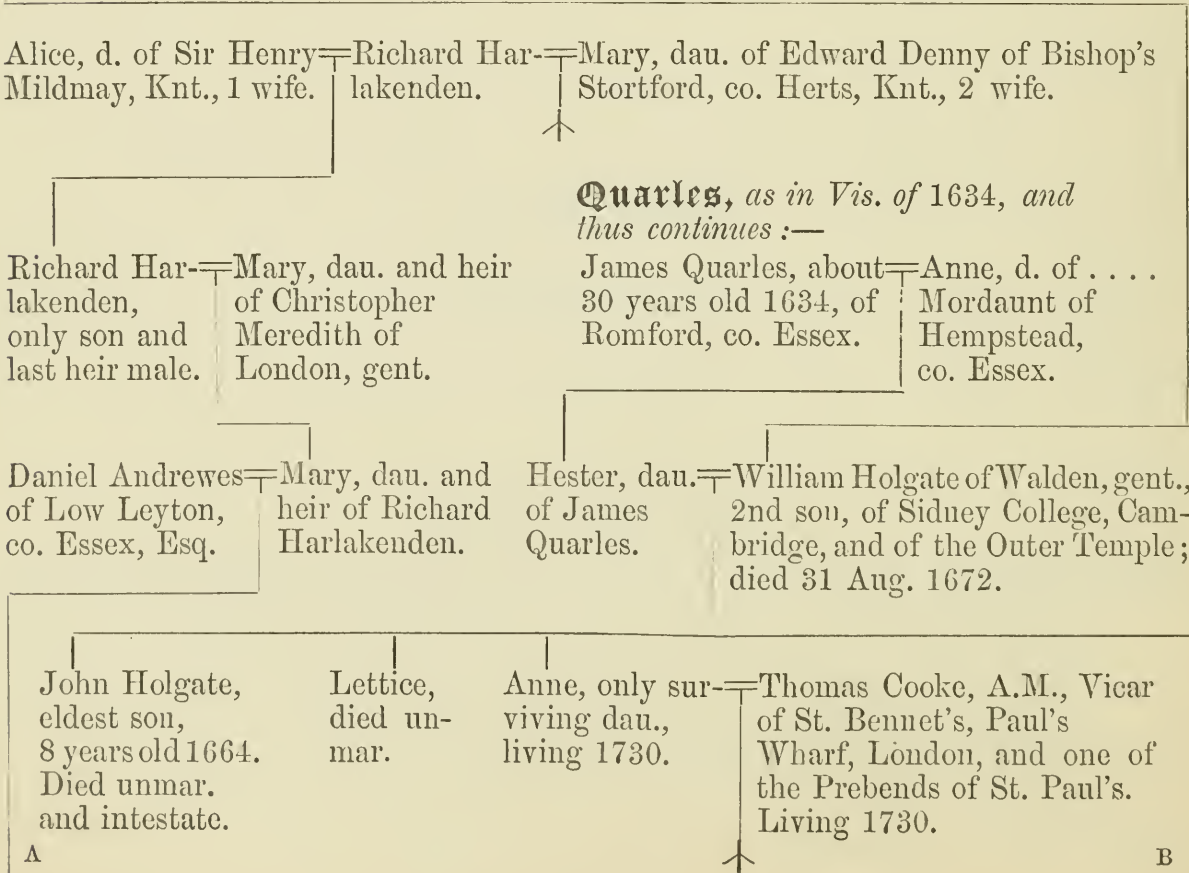 Alice, d. of Sir Henry
Mildmay, Knt., 1 wife.
Richard Har-
lakenden.
Mary, dau. of Edward Denny of Bishop's
Stortford, co. Herts, Knt., 2 wife.
Quarles, as in Vis. of 1634, and
thus continues :—
Richard Har-
lakenden,
only son and
last heir male.
Mary, dau. and heir
of Christopher
Meredith of
London, gent.
James Quarles, about
30 years old 1634, of
Romford, co. Essex.
Anne, d. of . . . .
Mordaunt of
Hempstead,
co. Essex.
Daniel Andrewes
of Low Leyton,
co. Essex, Esq.
Mary, dau. and
heir of Richard
Harlakenden.
Hester, dau.
of James
Quarles.
William Holgate of Walden, gent.,
2nd son, of Sidney College, Cam-
bridge, and of the Outer Temple;
died 31 Aug. 1672.
John Holgate,
eldest son,
8 years old 1664.
Died unmar.
and intestate.
Lettice,
died un-
mar.
Anne, only sur-
viving dau.,
living 1730.
Thomas Cooke, A.M., Vicar
of St. Bennet's, Paul's
Wharf, London, and one of
the Prebends of St. Paul's.
Living 1730.
A
B